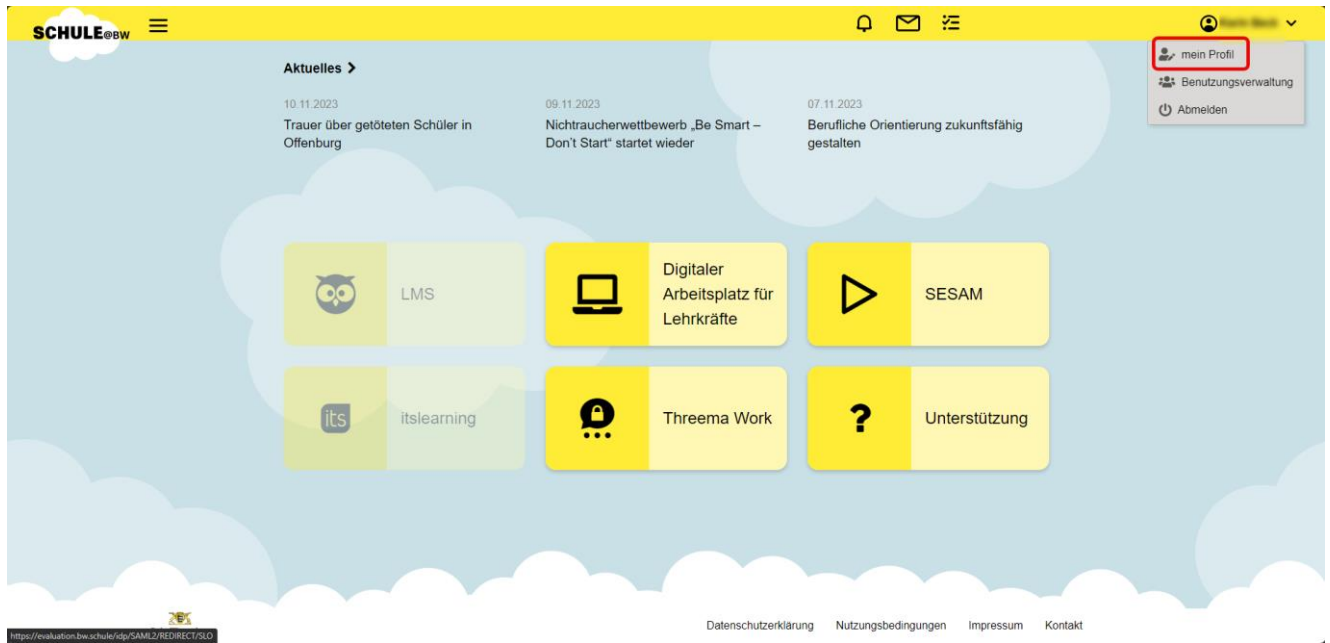 SCHULE@BW
Aktuelles
mein Profil
Benutzungsverwaltung
Abmelden
10.11.2023
Trauer über getöteten Schüler in
Offenburg
09.11.2023
Nichtraucherwettbewerb „Be Smart –
Don´t Start“ startet wieder
07.11.2023
Berufliche Orientierung zukunftsfähig
gestalten
LMS
Digitaler
Arbeitsplatz für
Lehrkräfte
SESAM
its
itslearning
Threema Work
?
Unterstützung
Datenschutzerklärung Nutzungsbedingungen Impressum Kontakt
https://evaluation.bw.schule/idp/SAML2/REDIRECT/SLO